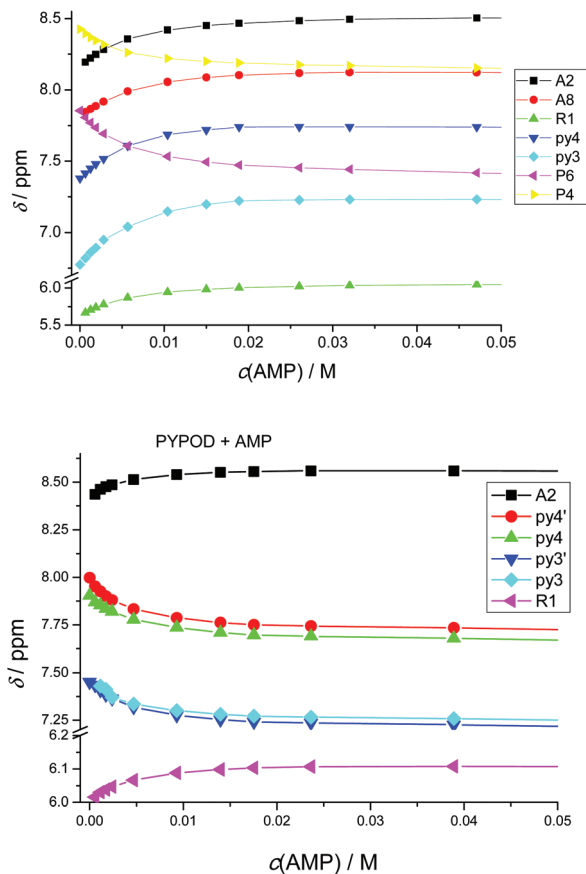 8.5
8.0
7.5
7.0
6.0
5.5
δ / ppm
A2
A8
R1
py4
py3
P6
P4
0.00
0.01
0.02
0.03
0.04
0.05
c(AMP) / M
PYPOD + AMP
8.50
8.25
8.00
7.75
7.50
7.25
6.2
6.1
6.0
δ / ppm
A2
py4'
py4
py3'
py3
R1
0.00
0.01
0.02
0.03
0.04
0.05
c(AMP) / M